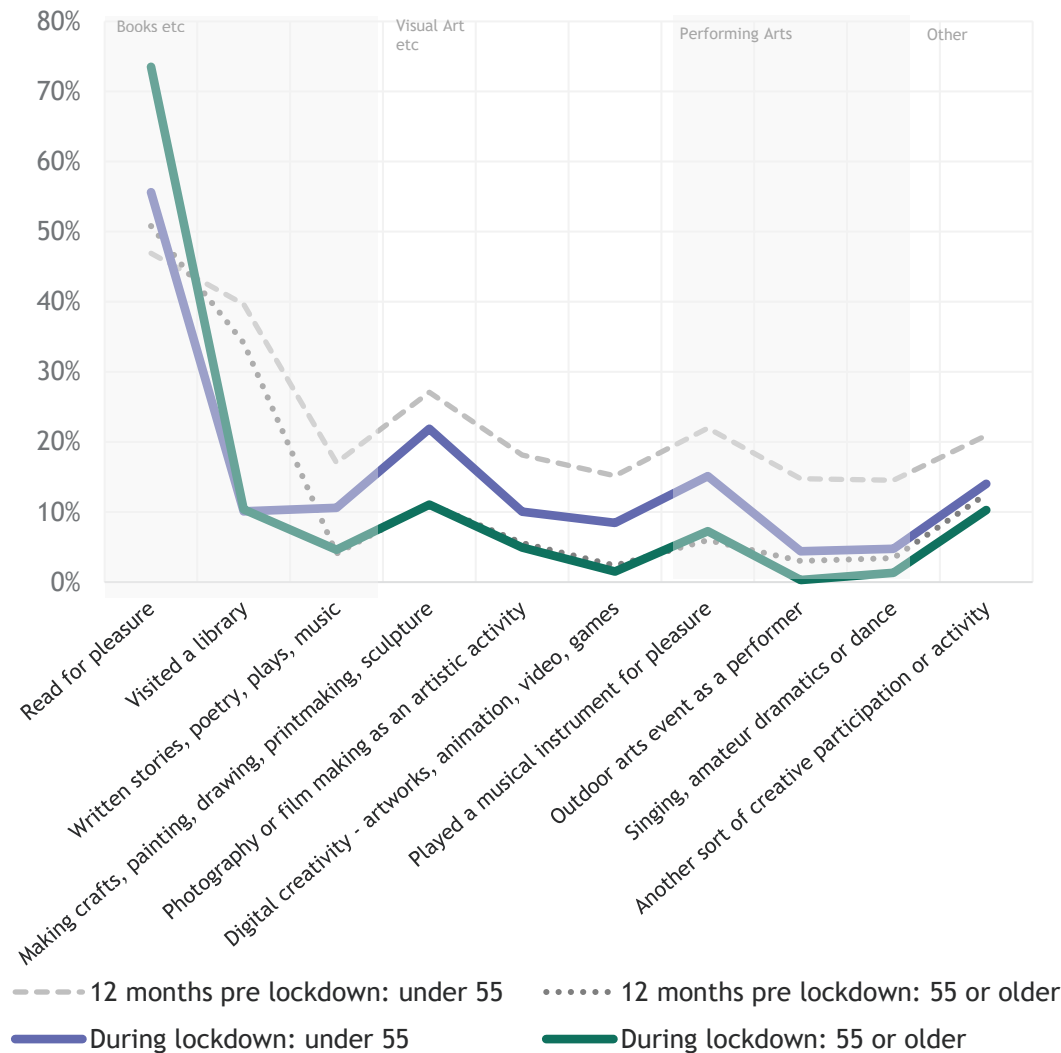 80%
Books etc
Visual Art
etc
Performing Arts
Other
70%
60%
50%
40%
30%
20%
10%
0%
Read for pleasure
Visited a library
Written stories, poetry, plays, music
Making crafts, painting, drawing, printmaking, sculpture
Photography or film making as an artistic activity
Digital creativity - artworks, animation, video, games
Played a musical instrument for pleasure
Outdoor arts event as a performer
Singing, amateur dramatics or dance
Another sort of creative participation or activity
12 months pre lockdown: under 55
12 months pre lockdown: 55 or older
During lockdown: under 55
During lockdown: 55 or older